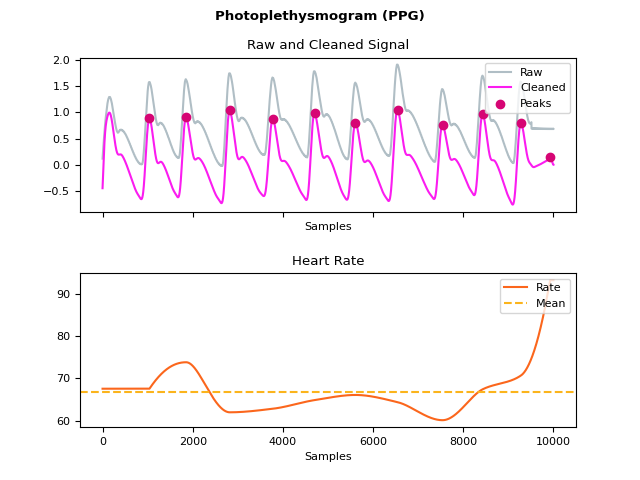 Photoplethysmogram (PPG)
Raw and Cleaned Signal
2.0
1.5
1.0
0.5
0.0
−0.5
Raw
Cleaned
Peaks
Samples
Heart Rate
90
80
70
60
Rate
Mean
0 2000 4000 6000 8000 10000
Samples